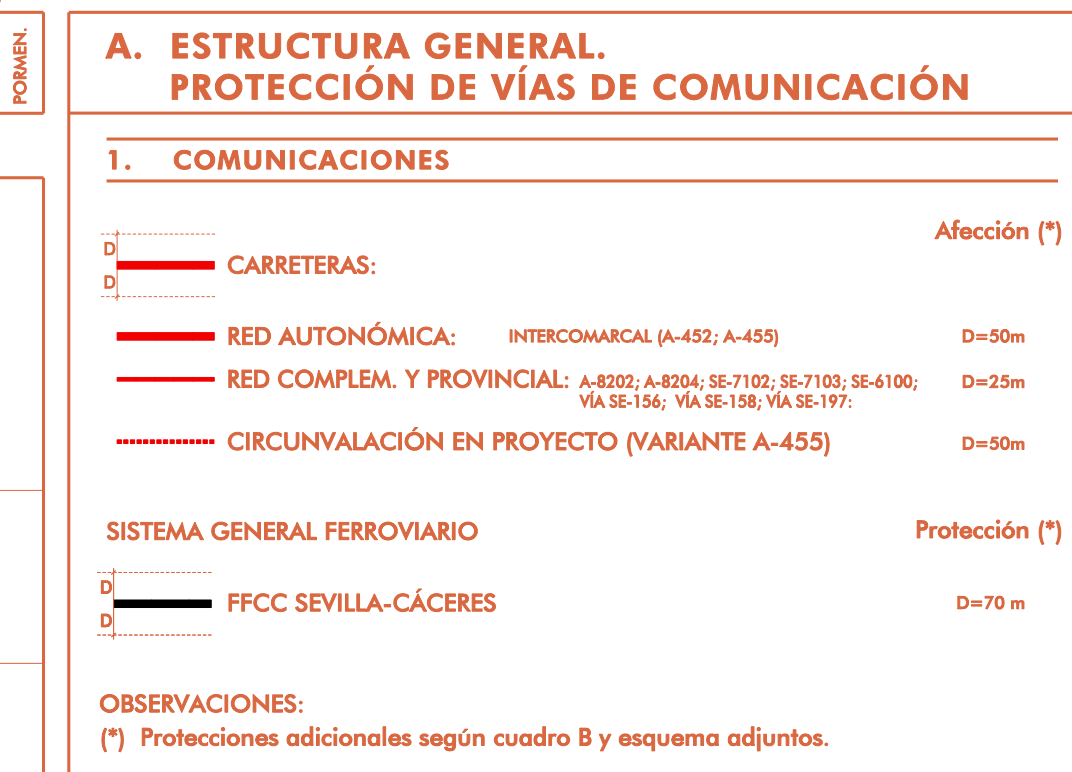 PORMEN.
A. ESTRUCTURA GENERAL.
PROTECCIÓN DE VÍAS DE COMUNICACIÓN
1. COMUNICACIONES
Afección (*)
D
CARRETERAS:
D
RED AUTONÓMICA: INTERCOMARCAL (A-452; A-455) D=50m
RED COMPLEM. Y PROVINCIAL: A-8202; A-8204; SE-7102; SE-7103; SE-6100; D=25m
VÍA SE-156; VÍA SE-158; VÍA SE-197:
CIRCUNVALACIÓN EN PROYECTO (VARIANTE A-455) D=50m
SISTEMA GENERAL FERROVIARIO Protección (*)
D
FFCC SEVILLA-CÁCERES D=70 m
D
OBSERVACIONES:
(*) Protecciones adicionales según cuadro B y esquema adjuntos.